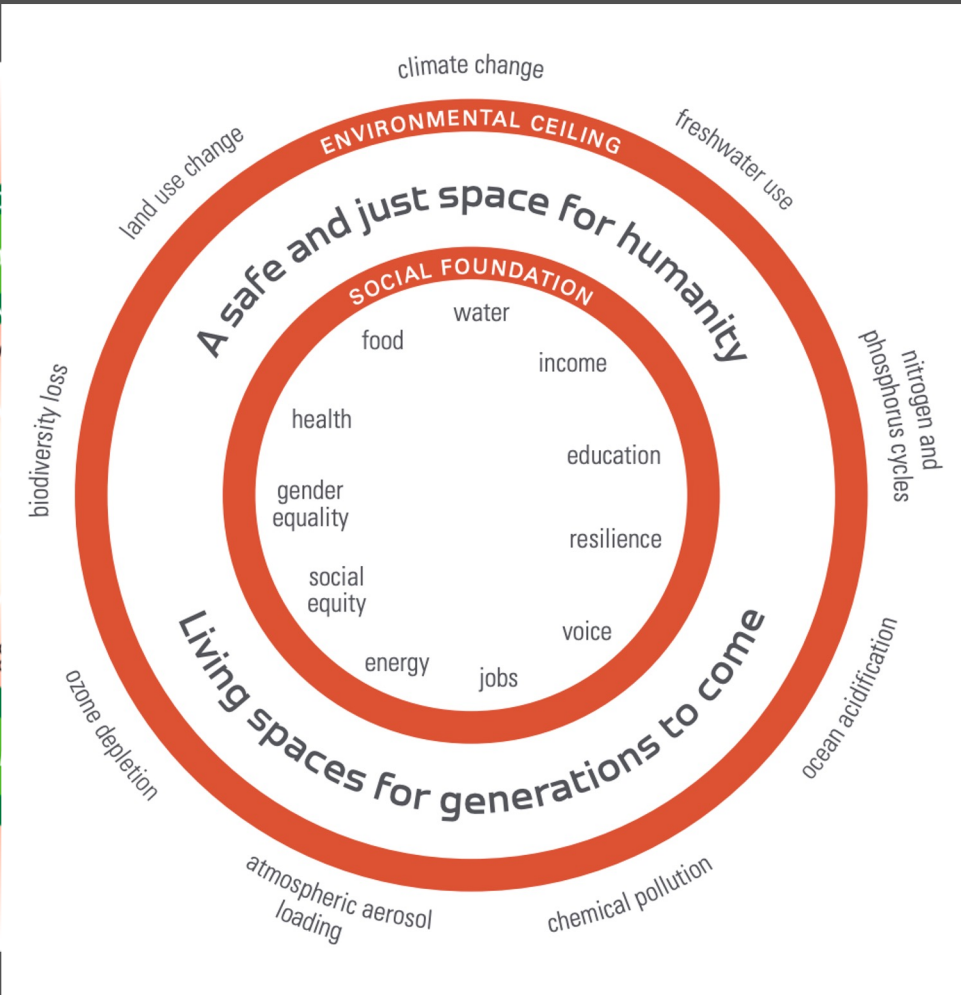 climate change
ENVIRONMENTAL CEILING
freshwater use
land use change
A safe and just space for humanity
SOCIAL FOUNDATION
water
food
income
health
education
gender
equality
resilience
social
equity
voice
energy
jobs
nitrogen and
phosphorus cycles
biodiversity loss
Living spaces for generations to come
ocean acidification
ozone depletion
atmospheric aerosol
loading
chemical pollution